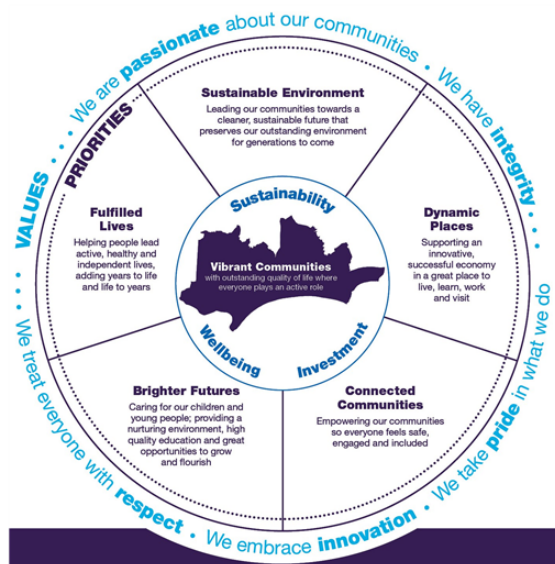 VALUES · · · · We are passionate about our communities · We have integrity · · · ·
We take pride in what we do
We embrace innovation ·
We treat everyone with respect ·
PRIORITIES
Sustainable Environment
Leading our communities towards a
cleaner, sustainable future that
preserves our outstanding environment
for generations to come
Fulfilled
Lives
Helping people lead
active, healthy and
independent lives,
adding years to life
and life to years
Sustainability
Vibrant Communities
with outstanding quality of life where
everyone plays an active role
Wellbeing
Investment
Dynamic
Places
Supporting an
innovative,
successful economy
in a great place to
live, learn, work
and visit
Brighter Futures
Caring for our children and
young people; providing a
nurturing environment, high
quality education and great
opportunities to grow
and flourish
Connected
Communities
Empowering our communities
so everyone feels safe,
engaged and included